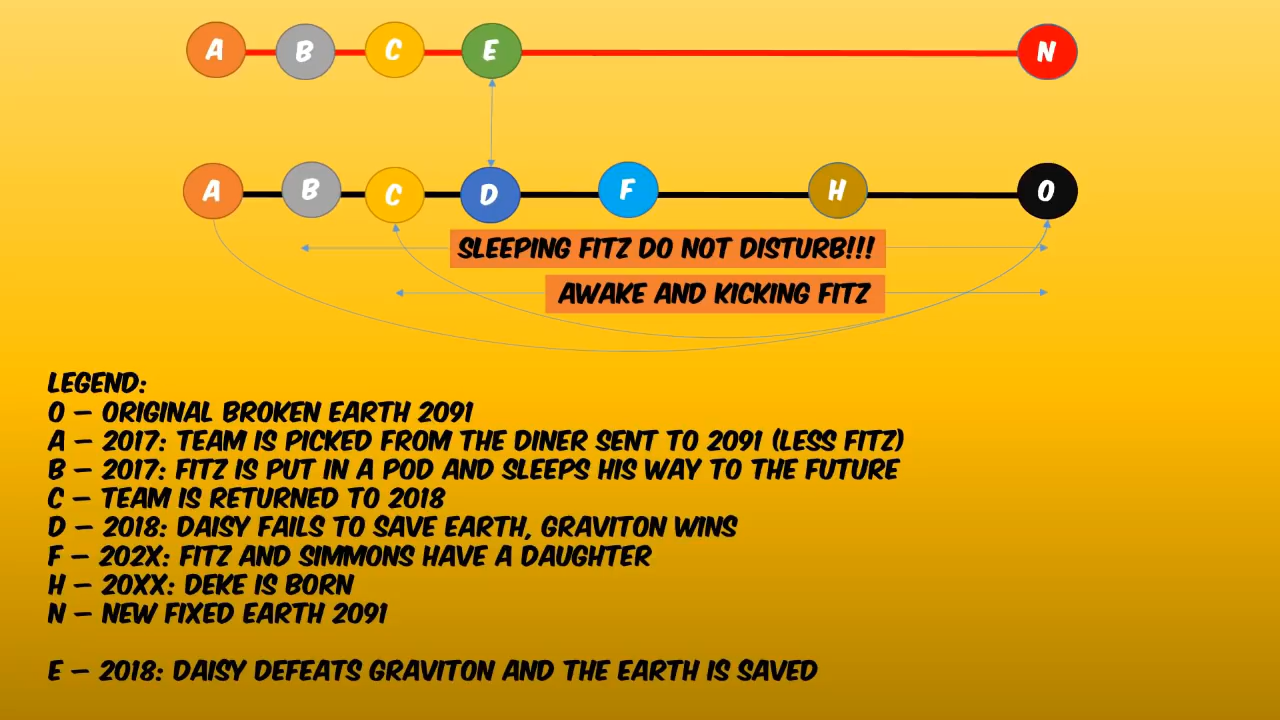 A B C E N
A B C D F H O
SLEEPING FITZ DO NOT DISTURB!!!
AWAKE AND KICKING FITZ
LEGEND:
O – ORIGINAL BROKEN EARTH 2091
A – 2017: TEAM IS PICKED FROM THE DINER SENT TO 2091 (LESS FITZ)
B – 2017: FITZ IS PUT IN A POD AND SLEEPS HIS WAY TO THE FUTURE
C – TEAM IS RETURNED TO 2018
D – 2018: DAISY FAILS TO SAVE EARTH, GRAVITON WINS
F – 202X: FITZ AND SIMMONS HAVE A DAUGHTER
H – 20XX: DEKE IS BORN
N – NEW FIXED EARTH 2091
E – 2018: DAISY DEFEATS GRAVITON AND THE EARTH IS SAVED